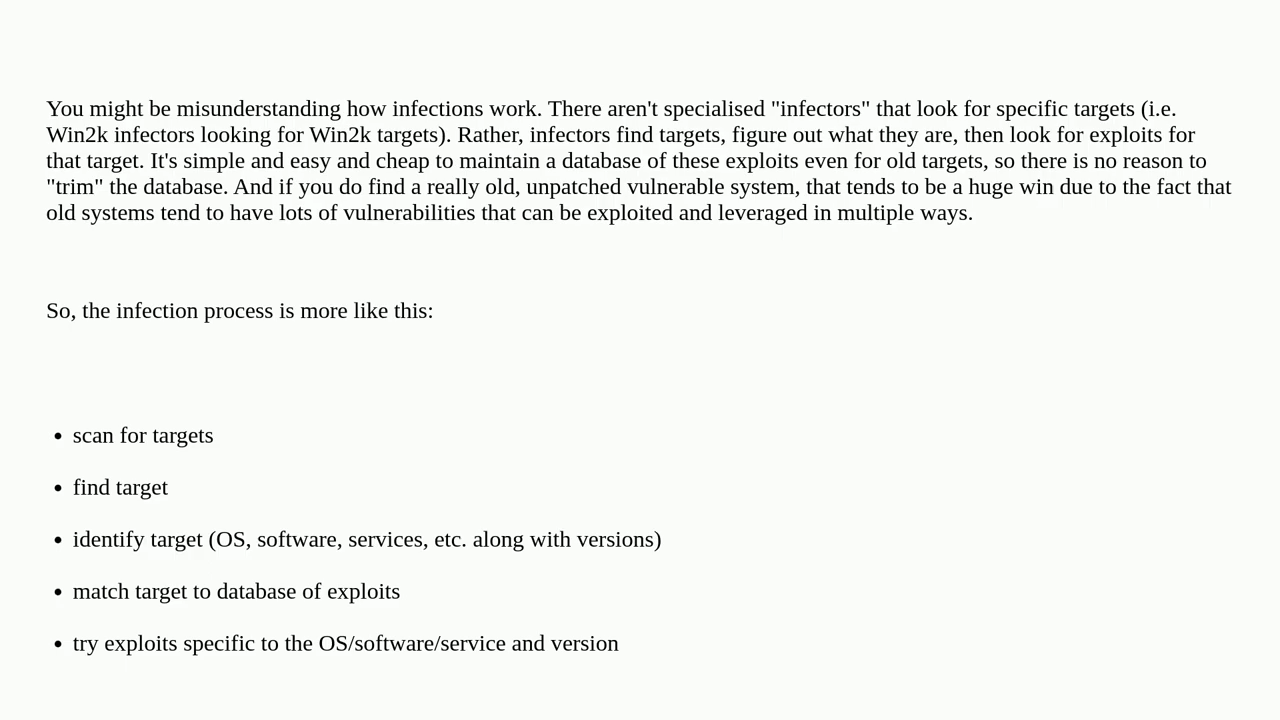 You might be misunderstanding how infections work. There aren't specialised "infectors" that look for specific targets (i.e.
Win2k infectors looking for Win2k targets). Rather, infectors find targets, figure out what they are, then look for exploits for
that target. It's simple and easy and cheap to maintain a database of these exploits even for old targets, so there is no reason to
"trim" the database. And if you do find a really old, unpatched vulnerable system, that tends to be a huge win due to the fact that
old systems tend to have lots of vulnerabilities that can be exploited and leveraged in multiple ways.
So, the infection process is more like this:
• scan for targets
• find target
• identify target (OS, software, services, etc. along with versions)
• match target to database of exploits
• try exploits specific to the OS/software/service and version